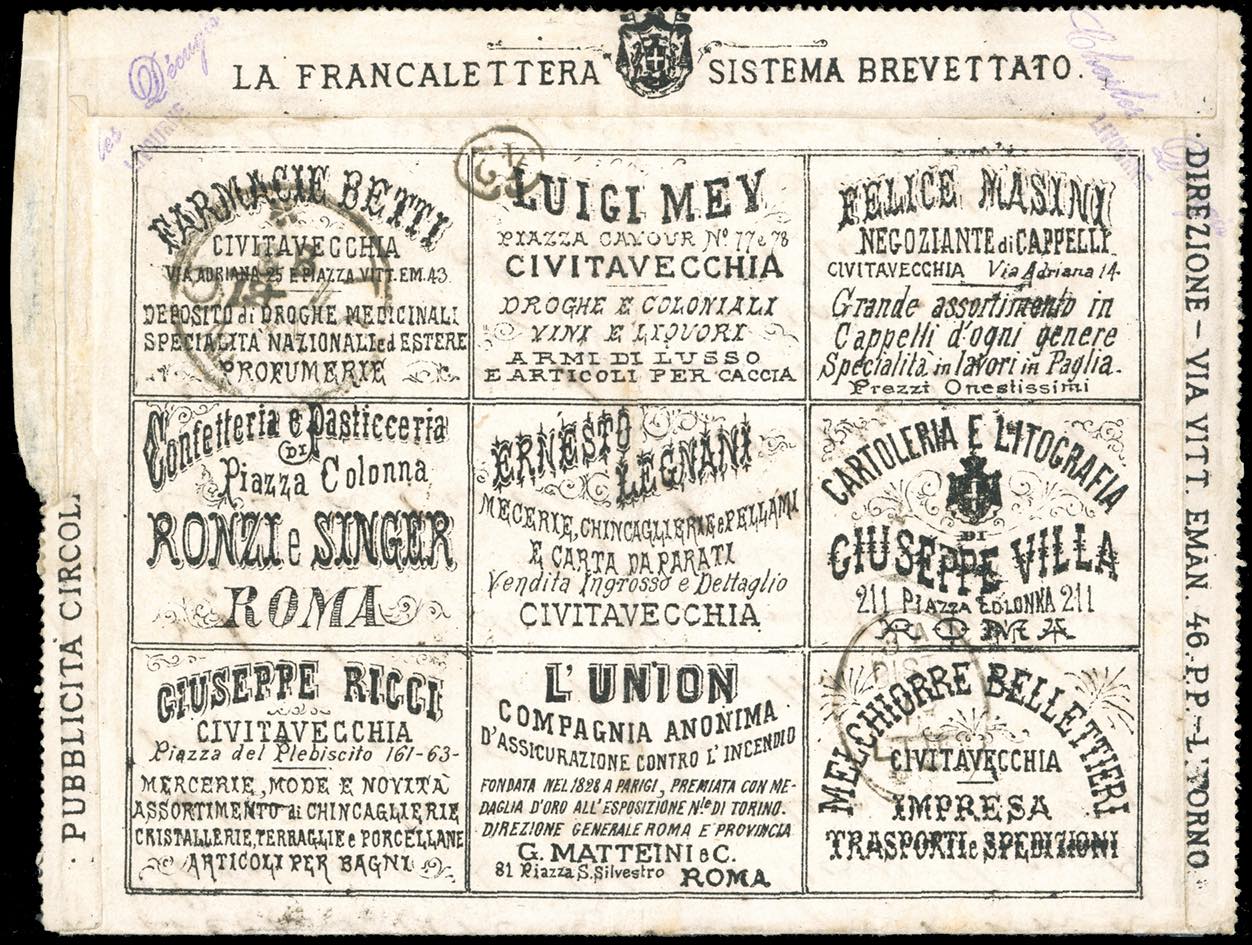 LA FRANCALETTERA SISTEMA BREVETTATO.
FARMACIE BETTI
CIVITAVECCHIA
VIA ADRIANA 25 E PIAZZA VITT. EM. 43.
DEPOSITO di DROGHE MEDICINALI
SPECIALITÀ NAZIONALI ed ESTERE
PROFUMERIE
LUIGI MEY
PIAZZA CAVOUR Nº 77 e 78
CIVITAVECCHIA
DROGHE E COLONIALI
VINI E LIQUORI
ARMI DI LUSSO
E ARTICOLI PER CACCIA
FELICE MASINI
NEGOZIANTE di CAPPELLI
CIVITAVECCHIA Via Adriana 14
Grande assortimento in
Cappelli d'ogni genere
Specialità in lavori in Paglia.
Prezzi Onestissimi
Confetteria e Pasticceria
DI
Piazza Colonna
RONZI e SINGER
ROMA
ERNESTO
LEGNANI
MECERIE, CHINCAGLIERIE e PELLAMI
E CARTA DA PARATI
Vendita Ingrosso e Dettaglio
CIVITAVECCHIA
CARTOLERIA E LITOGRAFIA
DI
GIUSEPPE VILLA
211 PIAZZA COLONNA 211
ROMA
GIUSEPPE RICCI
CIVITAVECCHIA
Piazza del Plebiscito 161-63-
MERCERIE, MODE E NOVITÀ
ASSORTIMENTO di CHINCAGLIERIE
CRISTALLERIE, TERRAGLIE e PORCELLANE
ARTICOLI PER BAGNI
L'UNION
COMPAGNIA ANONIMA
D'ASSICURAZIONE CONTRO L'INCENDIO
FONDATA NEL 1828 A PARIGI, PREMIATA CON ME-
DAGLIA D'ORO ALL'ESPOSIZIONE N.le DI TORINO.
DIREZIONE GENERALE ROMA E PROVINCIA
G. MATTEINI e C.
81 Piazza S. Silvestro ROMA
MELCHIORRE BELLETTIERI
CIVITAVECCHIA
IMPRESA
TRASPORTI e SPEDIZIONI
PUBBLICITÀ CIRCOL.
DIREZIONE - VIA VITT. EMAN. 46. P.P. - LIVORNO
Décugis
LIVOURNE
Charles D
42